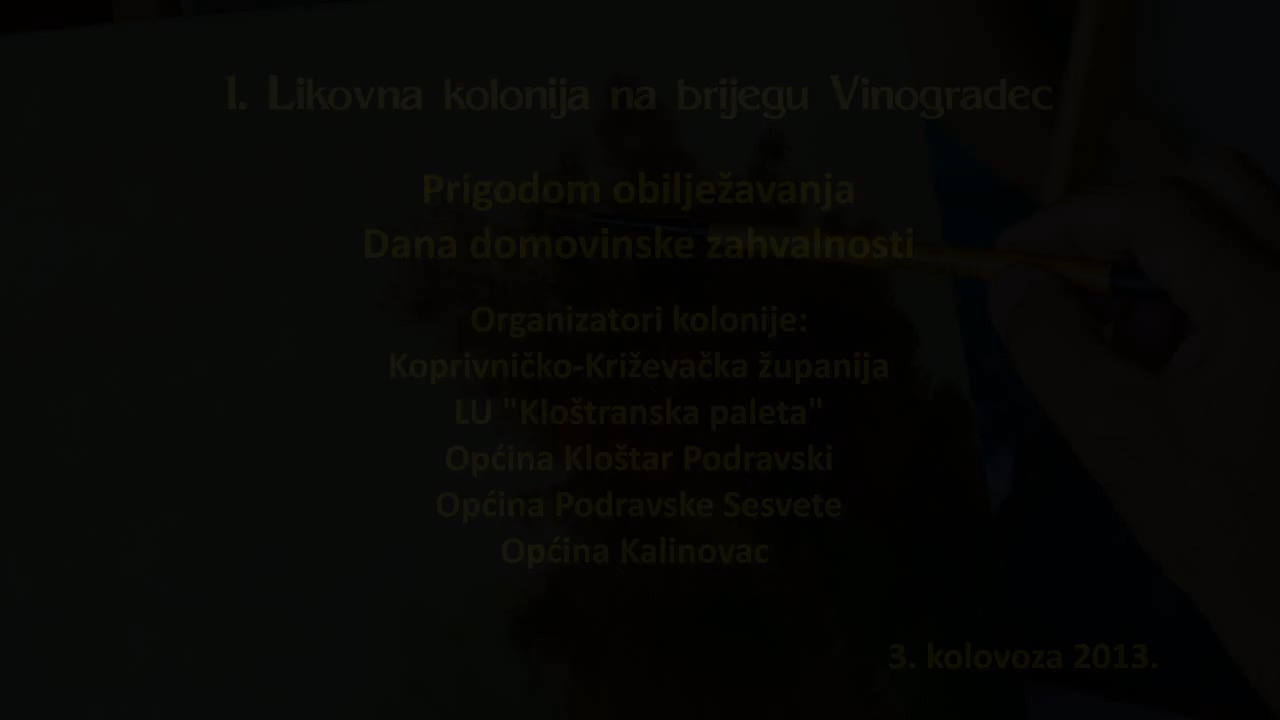 I. Likovna kolonija na brijegu Vinogradec
Prigodom obilježavanja
Dana domovinske zahvalnosti
Organizatori kolonije:
Koprivničko-Križevačka županija
LU "Kloštranska paleta"
Općina Kloštar Podravski
Općina Podravske Sesvete
Općina Kalinovac
3. kolovoza 2013.